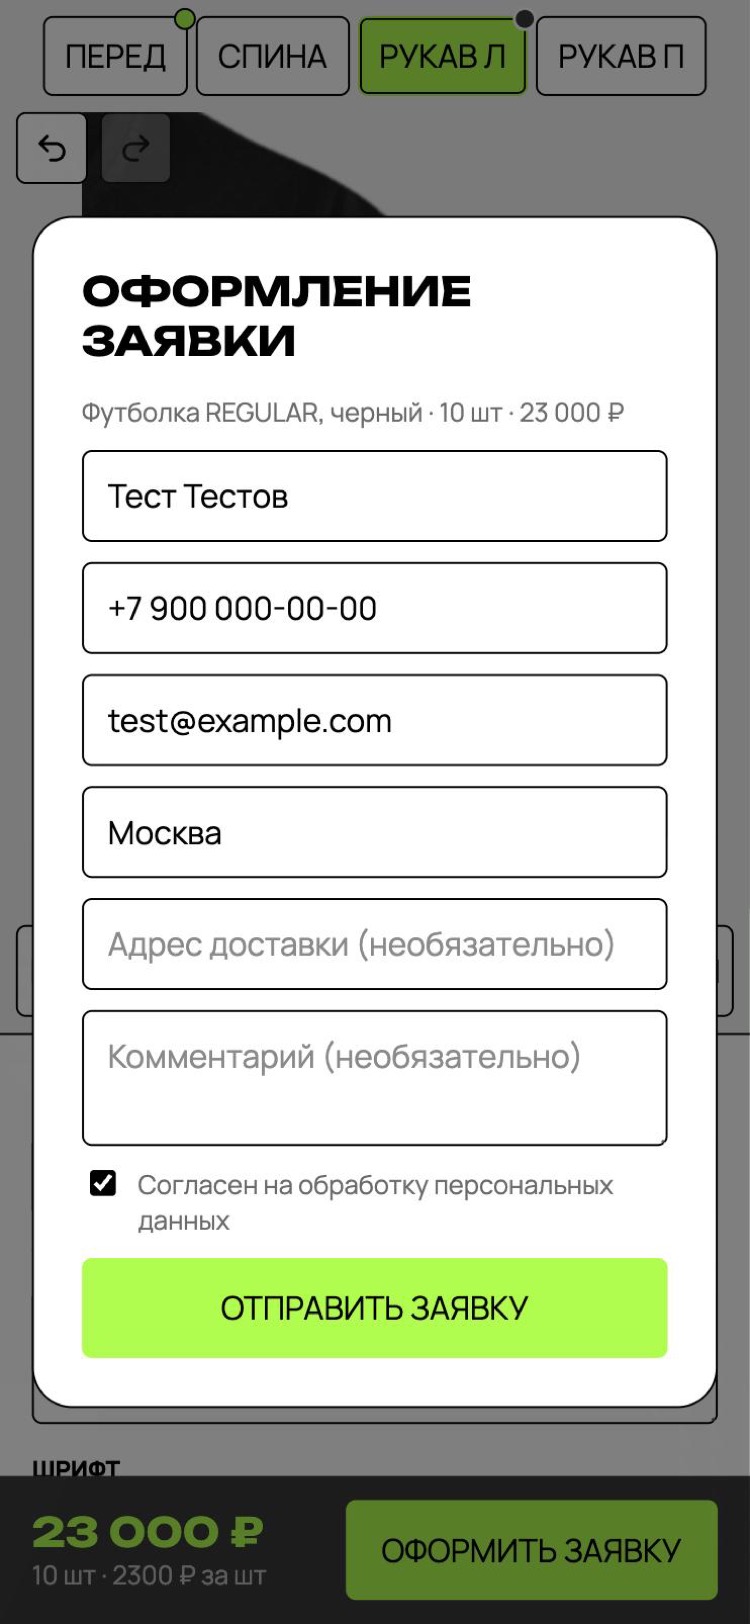 ПЕРЕД СПИНА РУКАВ Л РУКАВ П
ОФОРМЛЕНИЕ
ЗАЯВКИ
Футболка REGULAR, черный · 10 шт · 23 000 ₽
Тест Тестов
+7 900 000-00-00
test@example.com
Москва
Адрес доставки (необязательно)
Комментарий (необязательно)
Согласен на обработку персональных
данных
ОТПРАВИТЬ ЗАЯВКУ
ШРИФТ
23 000 ₽
10 шт · 2300 ₽ за шт
ОФОРМИТЬ ЗАЯВКУ